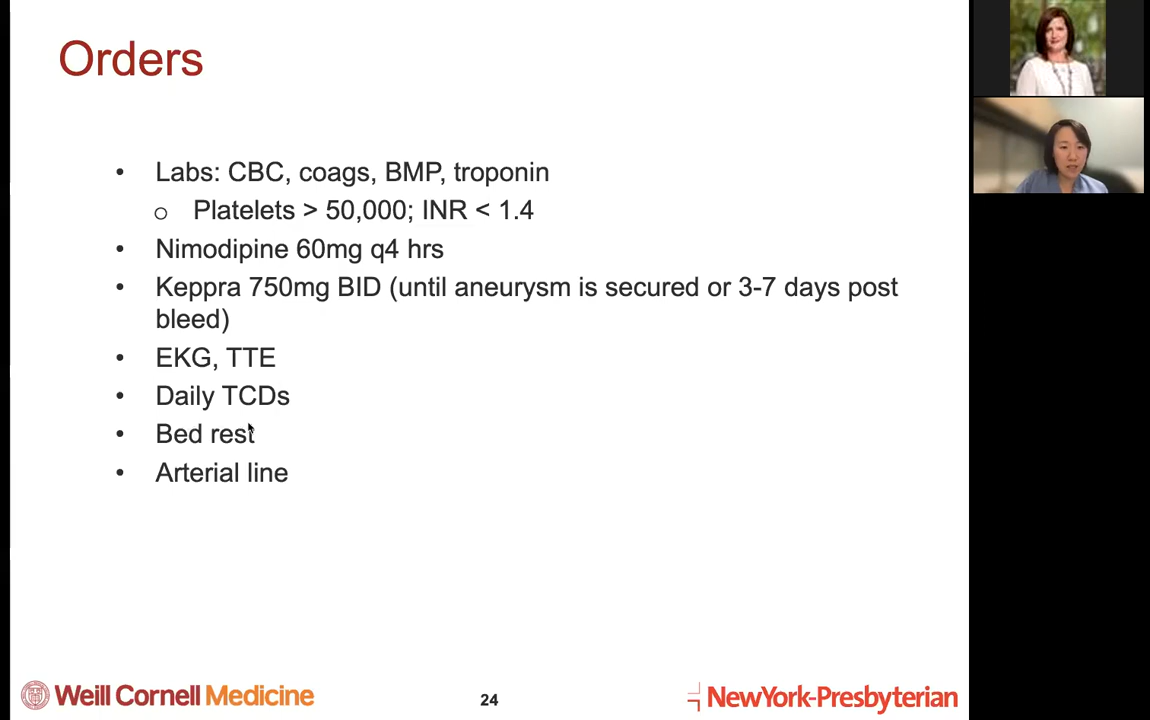 Orders
• Labs: CBC, coags, BMP, troponin
o Platelets > 50,000; INR < 1.4
• Nimodipine 60mg q4 hrs
• Keppra 750mg BID (until aneurysm is secured or 3-7 days post
bleed)
• EKG, TTE
• Daily TCDs
• Bed rest
• Arterial line
Weill Cornell Medicine
24
NewYork-Presbyterian